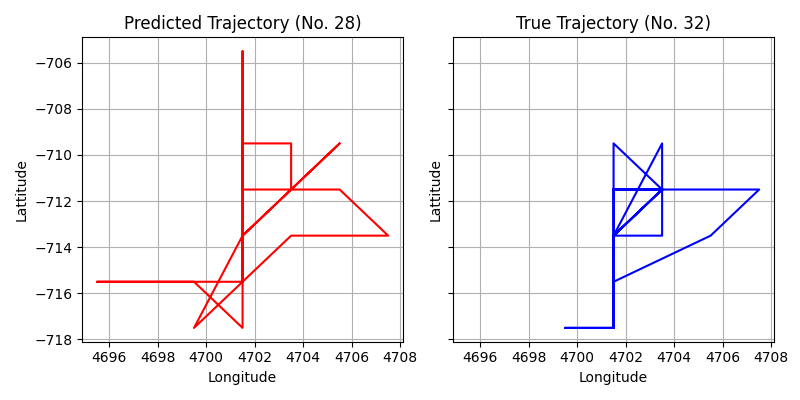 Predicted Trajectory (No. 28)
True Trajectory (No. 32)
−706
−708
−710
−712
−714
−716
−718
Lattitude
Lattitude
4696 4698 4700 4702 4704 4706 4708
4696 4698 4700 4702 4704 4706 4708
Longitude
Longitude